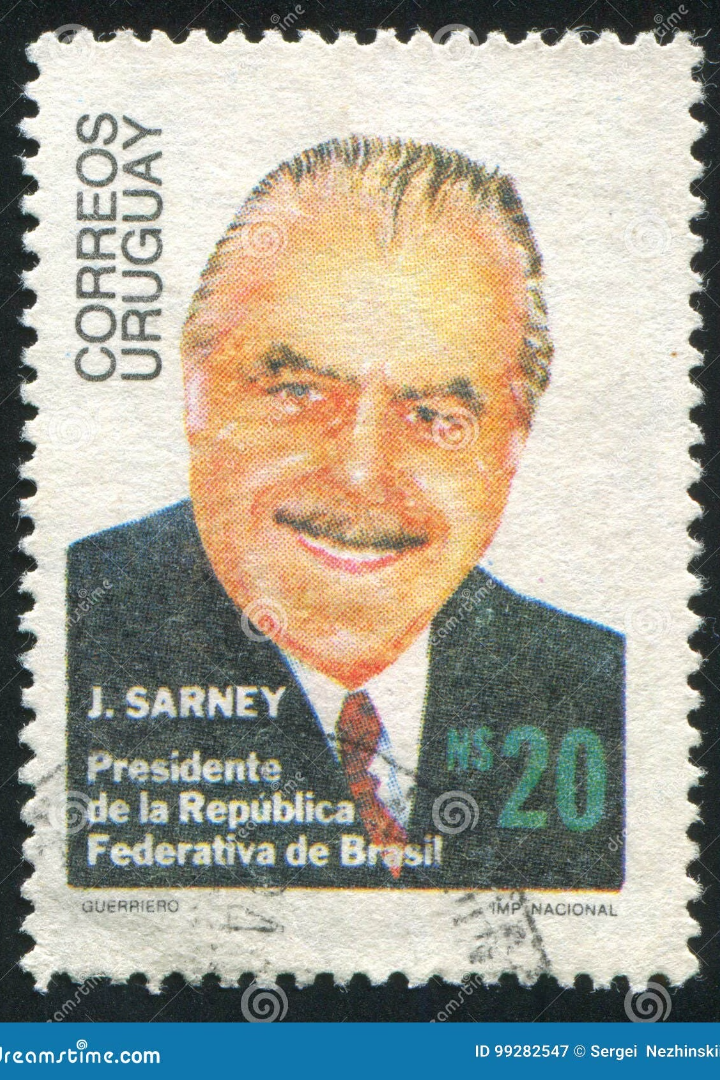 CORREOS
URUGUAY
J. SARNEY
Presidente
de la República
Federativa de Brasil
N$ 20
GUERRIERO
IMP. NACIONAL
dreamstime.com
ID 99282547 © Sergei Nezhinskii